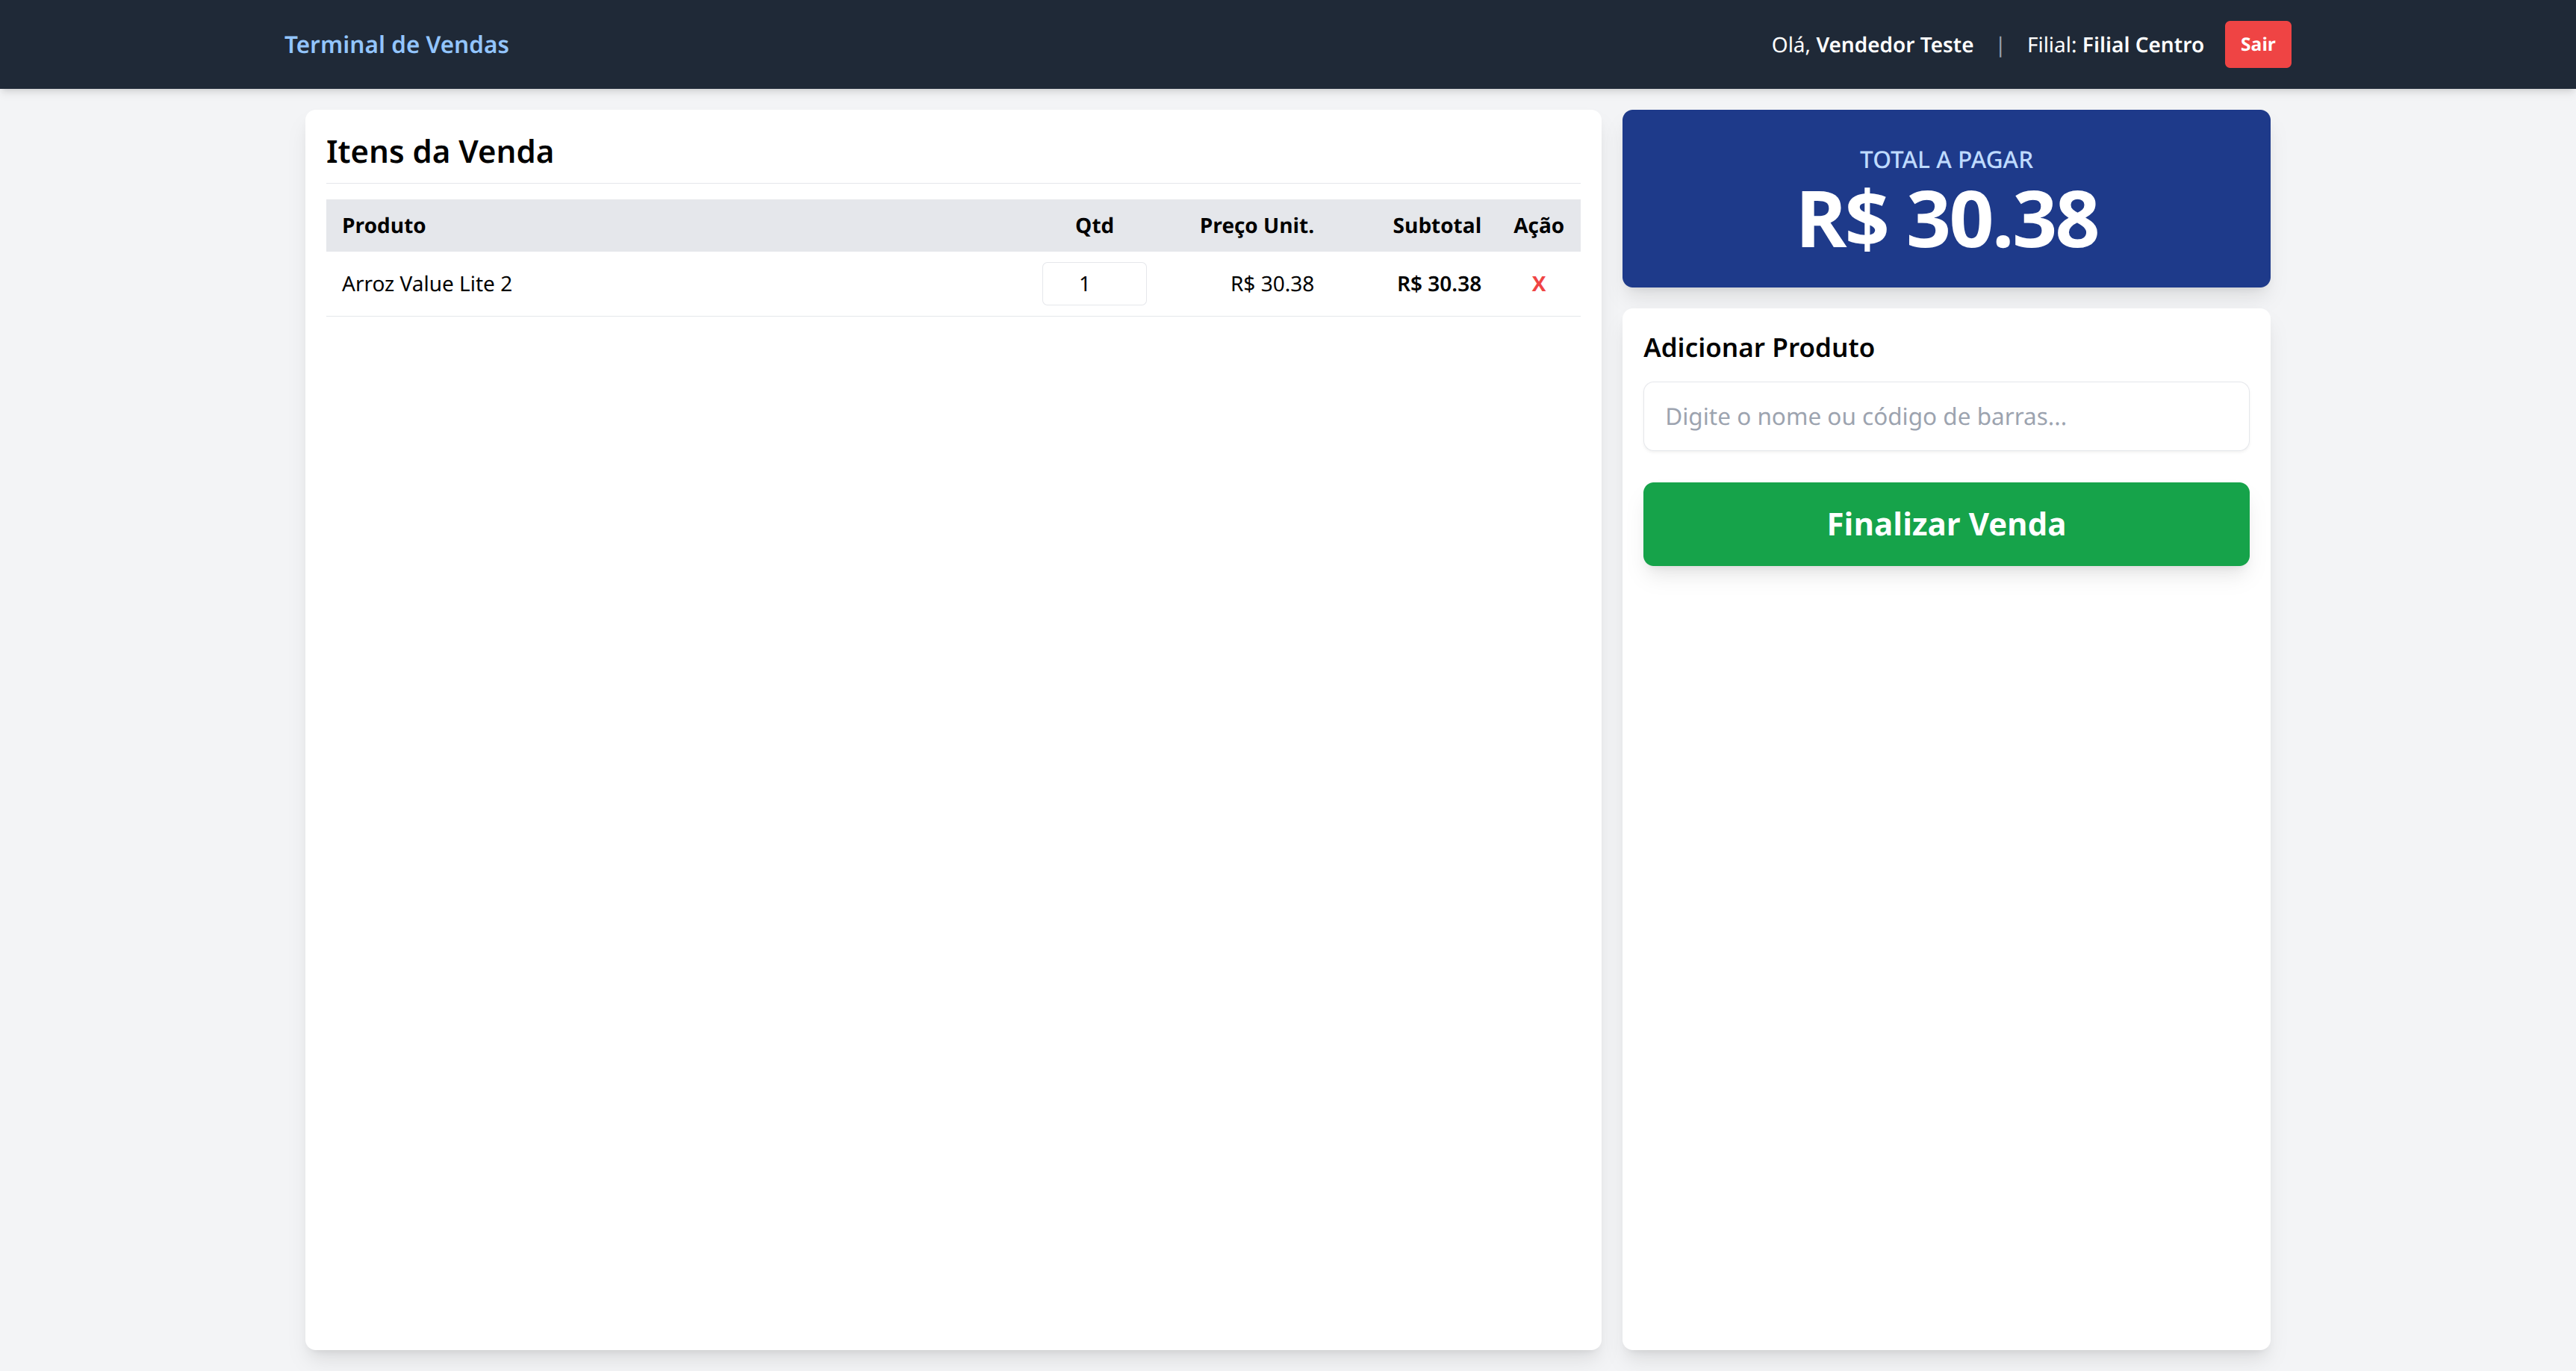 Terminal de Vendas
Olá, Vendedor Teste | Filial: Filial Centro Sair
Itens da Venda
Produto Qtd Preço Unit. Subtotal Ação
Arroz Value Lite 2 1 R$ 30.38 R$ 30.38 X
TOTAL A PAGAR
R$ 30.38
Adicionar Produto
Digite o nome ou código de barras...
Finalizar Venda